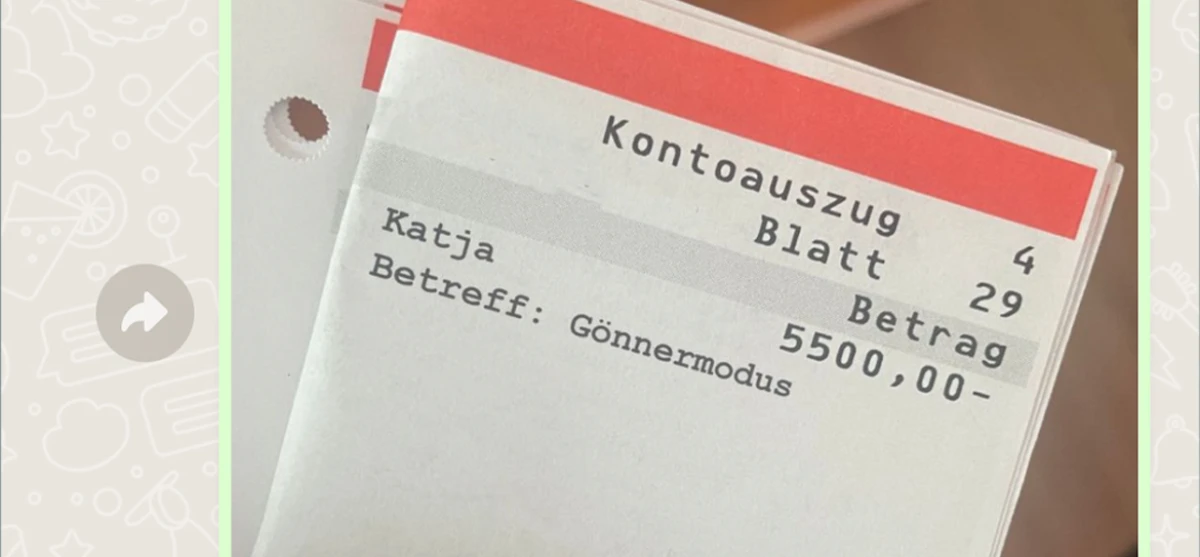 Kontoauszug 4
Blatt 29
Betrag
Katja 5500,00-
Betreff: Gönnermodus